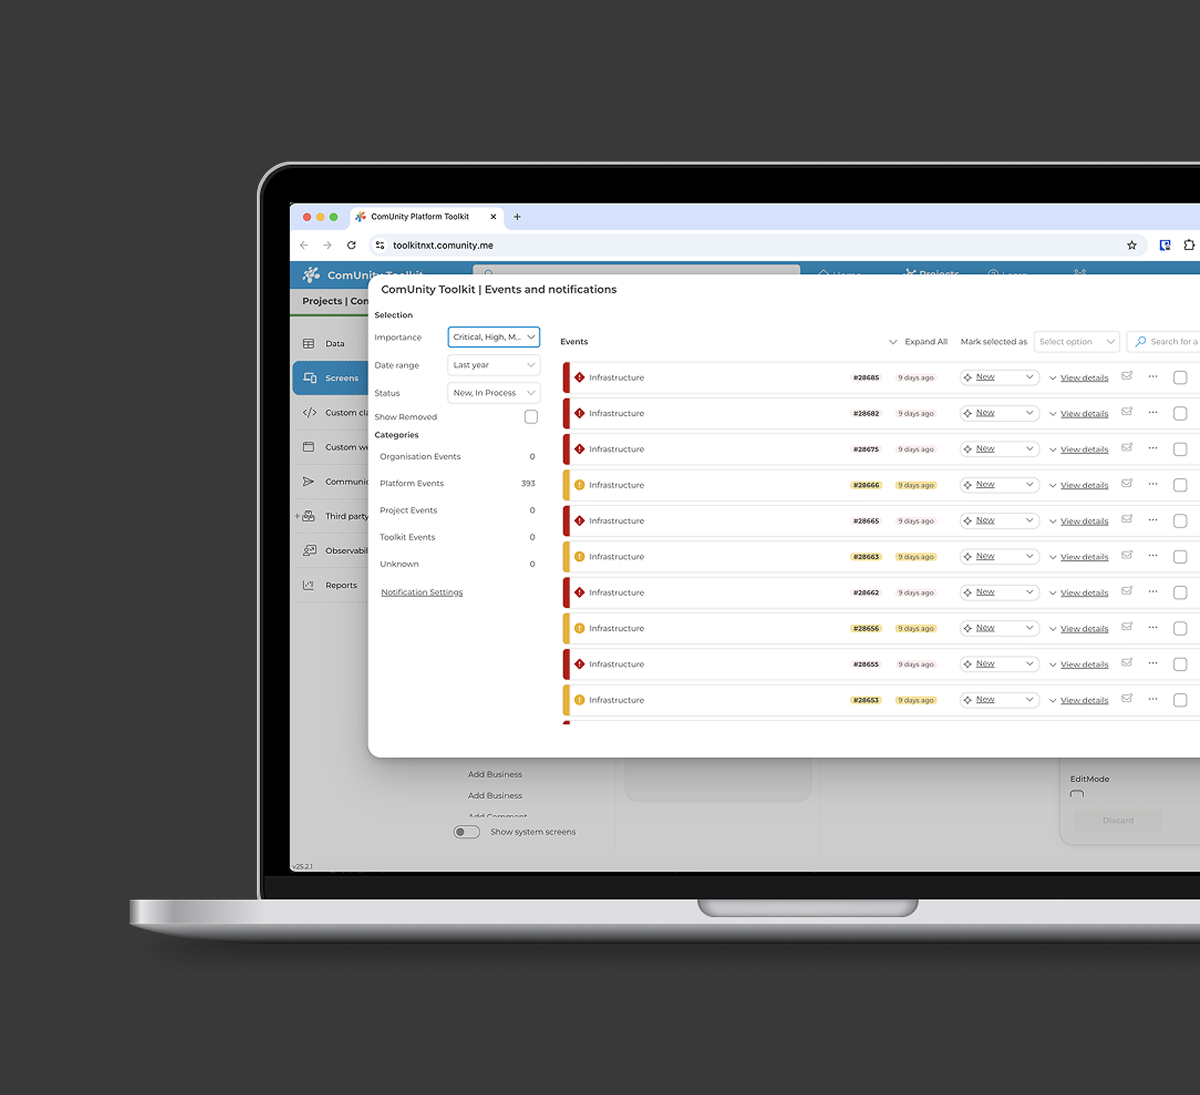 ComUnity Platform Toolkit
toolkitnxt.comunity.me
ComUnity Toolkit
Home
Projects
Learn
Projects | Con
Data
Screens
Custom cla
Custom we
Communic
Third party
Observabil
Reports
ComUnity Toolkit | Events and notifications
Selection
Importance Critical, High, M...
Date range Last year
Status New, In Process
Show Removed
Categories
Organisation Events 0
Platform Events 393
Project Events 0
Toolkit Events 0
Unknown 0
Notification Settings
Events Expand All Mark selected as Select option Search for a
Infrastructure #28685 9 days ago New View details
Infrastructure #28682 9 days ago New View details
Infrastructure #28675 9 days ago New View details
Infrastructure #28666 9 days ago New View details
Infrastructure #28665 9 days ago New View details
Infrastructure #28663 9 days ago New View details
Infrastructure #28662 9 days ago New View details
Infrastructure #28656 9 days ago New View details
Infrastructure #28655 9 days ago New View details
Infrastructure #28653 9 days ago New View details
Add Business
Add Business
Add Comment
Show system screens
EditMode
Discard
v25.2.1